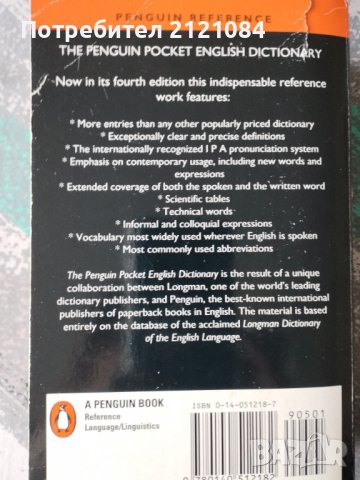 Потребител 2121084
PENGUIN REFERENCE
THE PENGUIN POCKET ENGLISH DICTIONARY
Now in its fourth edition this indispensable reference
work features:
* More entries than any other popularly priced dictionary
* Exceptionally clear and precise definitions
* The internationally recognized I P A pronunciation system
* Emphasis on contemporary usage, including new words and
expressions
* Extended coverage of both the spoken and the written word
* Scientific tables
* Technical words
* Informal and colloquial expressions
* Vocabulary most widely used wherever English is spoken
* Most commonly used abbreviations
The Penguin Pocket English Dictionary is the result of a unique
collaboration between Longman, one of the world's leading
dictionary publishers, and Penguin, the best-known international
publishers of paperback books in English. The material is based
entirely on the database of the acclaimed Longman Dictionary
of the English Language.
A PENGUIN BOOK
Reference
Language/Linguistics
ISBN 0-14-051218-7
90501
9 780140 512182
BAZAR